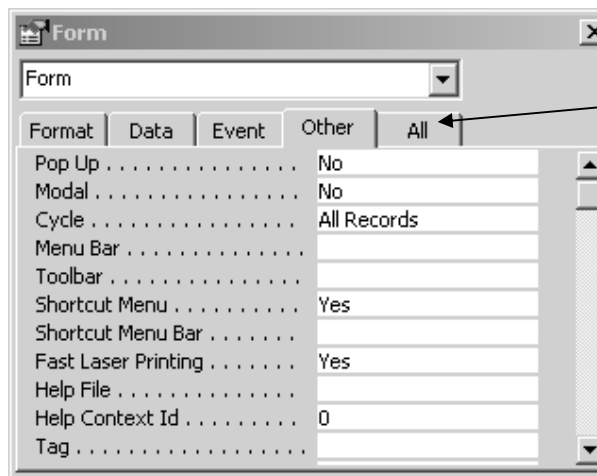 Form
Form
Format Data Event Other All
Pop Up . . . . . . . . . . . . . . . . No
Modal . . . . . . . . . . . . . . . . . No
Cycle . . . . . . . . . . . . . . . . . All Records
Menu Bar . . . . . . . . . . . . . . .
Toolbar . . . . . . . . . . . . . . . .
Shortcut Menu . . . . . . . . . . Yes
Shortcut Menu Bar . . . . . . .
Fast Laser Printing . . . . . . . Yes
Help File . . . . . . . . . . . . . . .
Help Context Id . . . . . . . . . 0
Tag . . . . . . . . . . . . . . . . . .